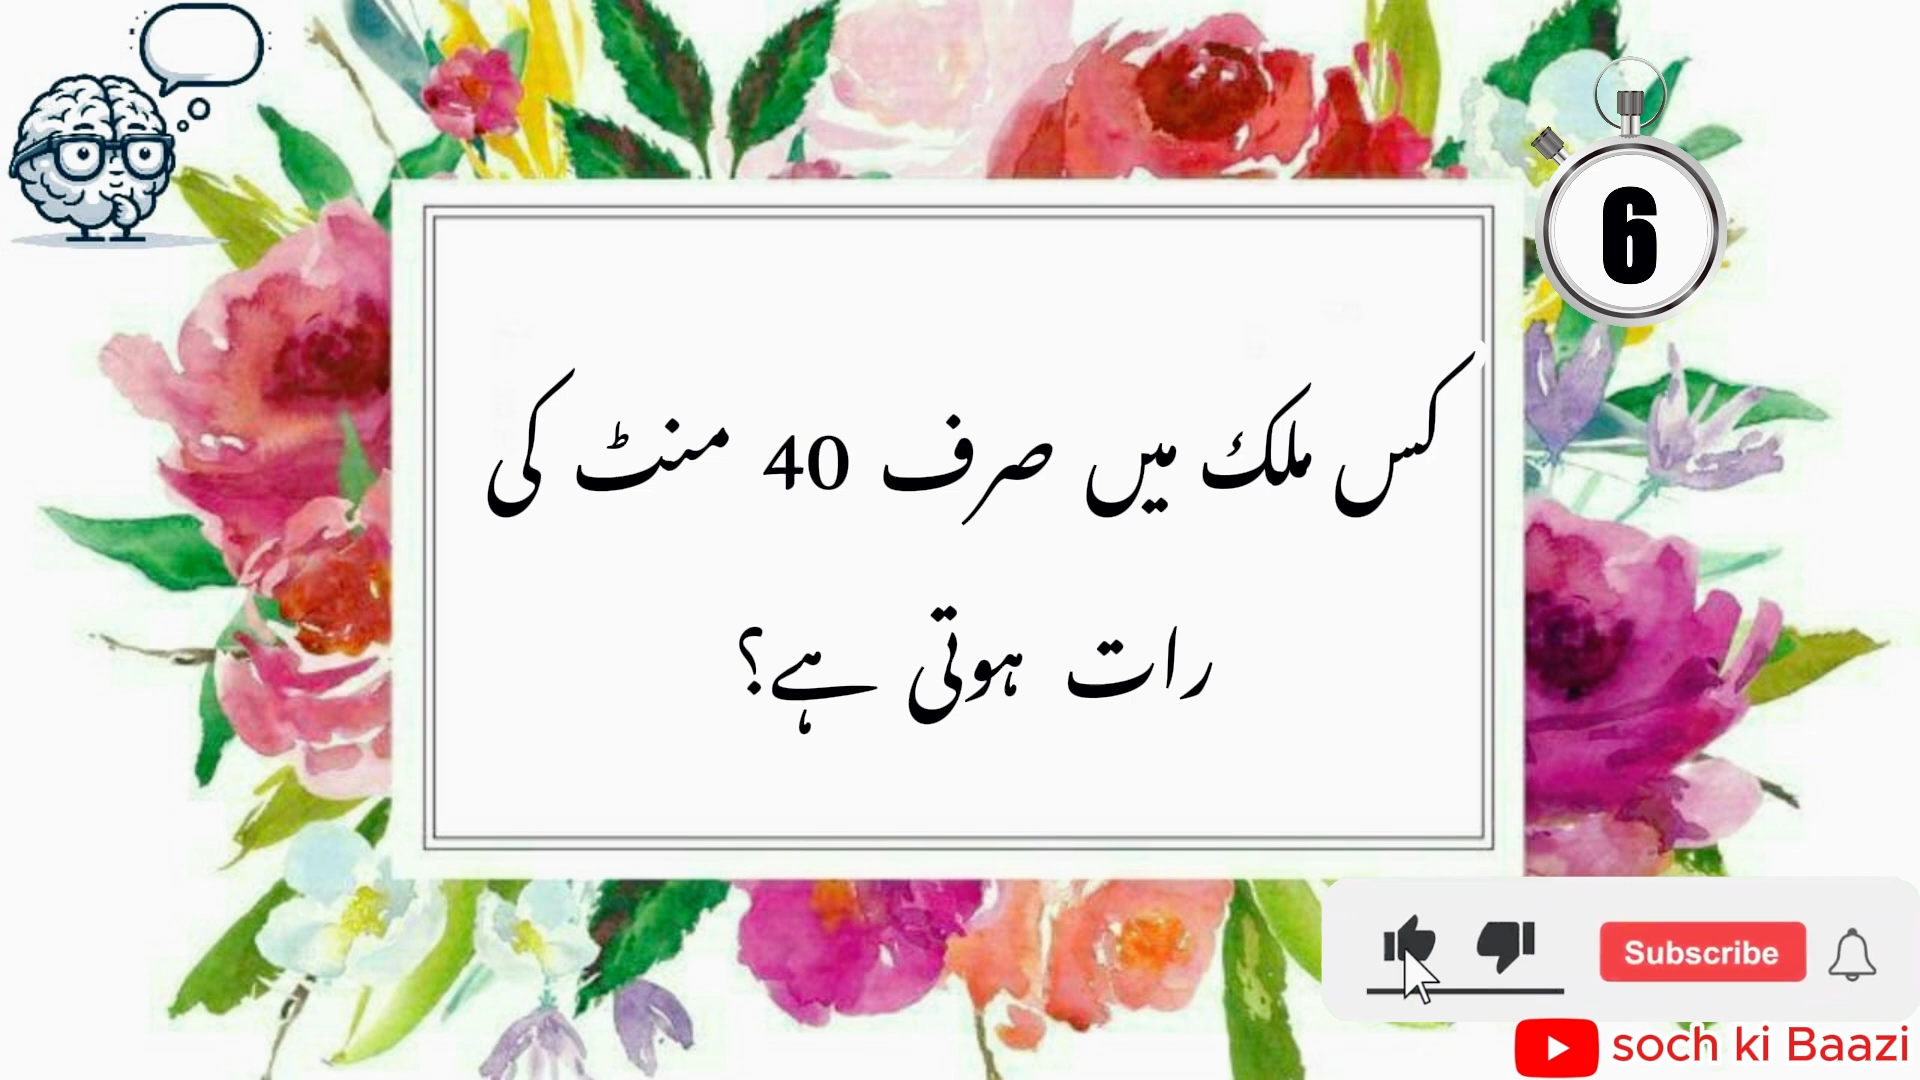 6
کس ملک میں صرف 40 منٹ کی
رات ہوتی ہے؟
Subscribe
soch ki Baazi